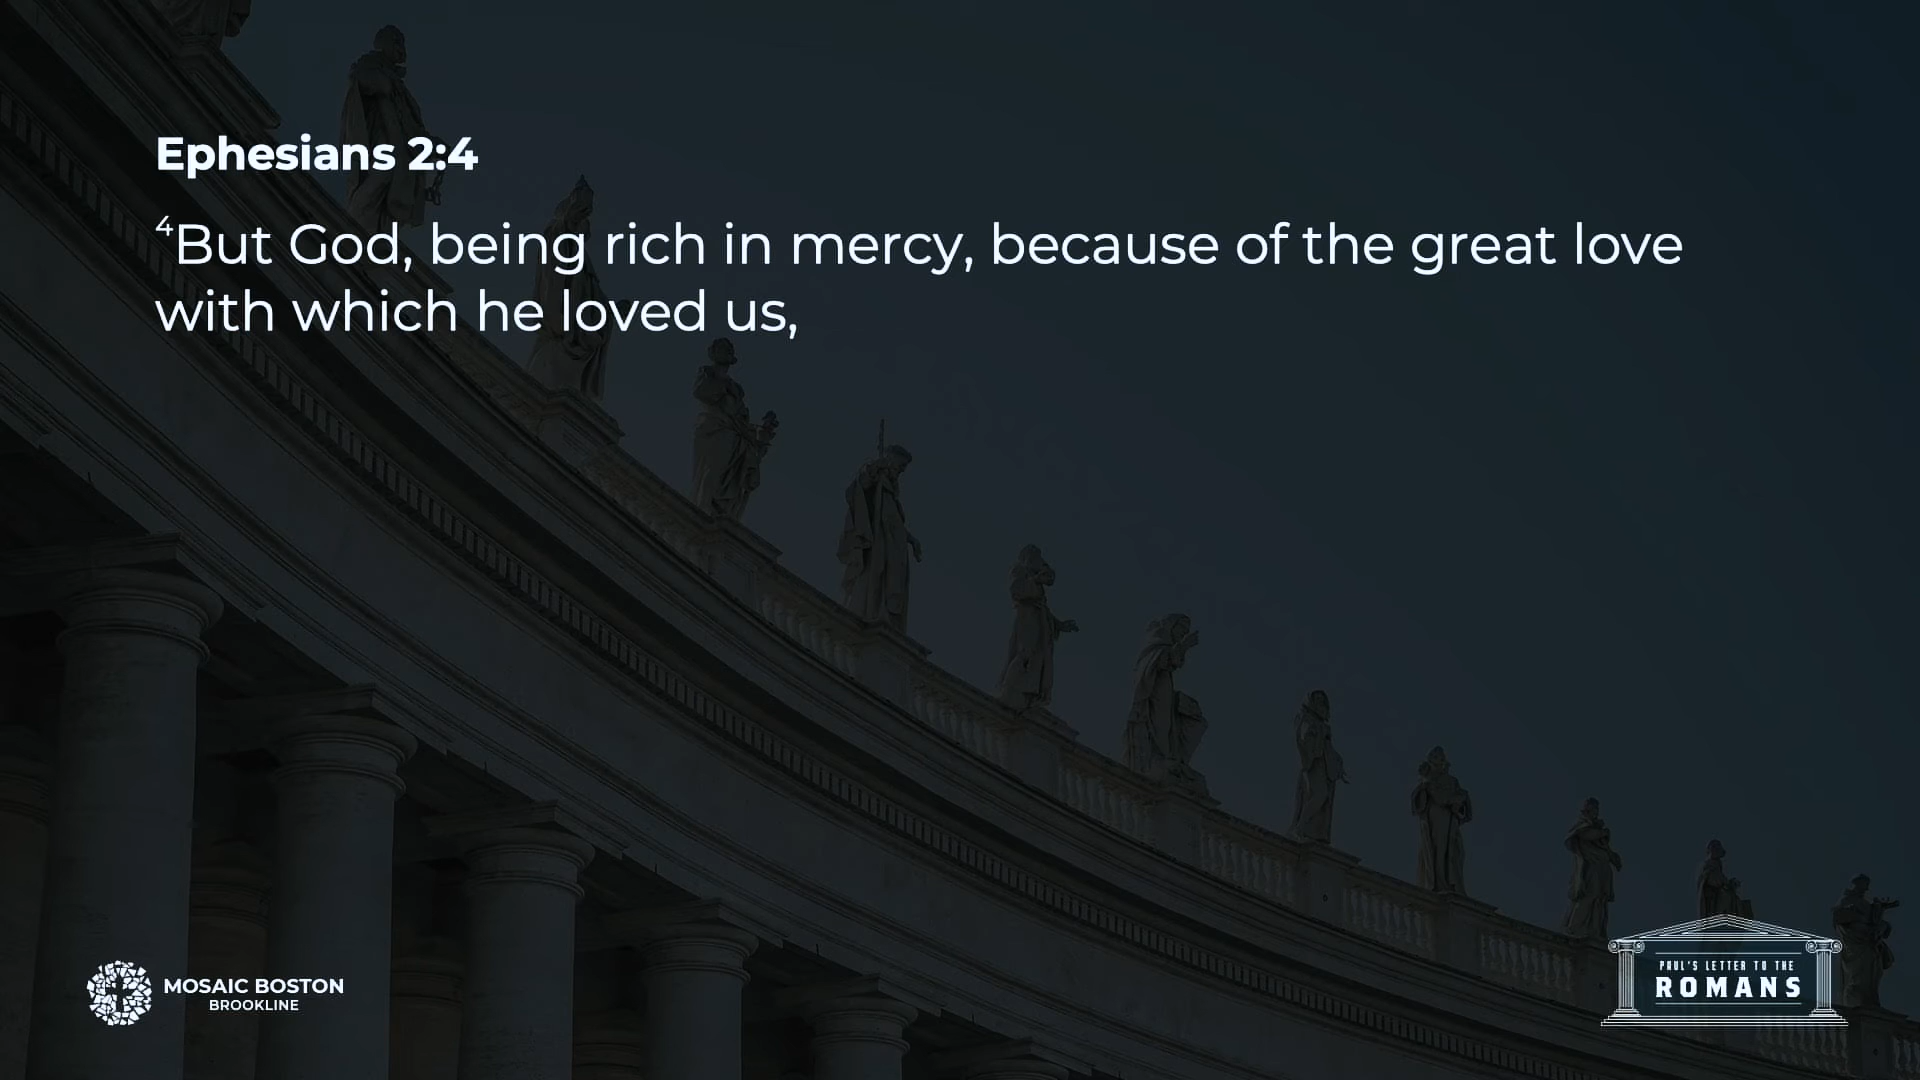 Ephesians 2:4
⁴But God, being rich in mercy, because of the great love
with which he loved us,
MOSAIC BOSTON
BROOKLINE
PAUL'S LETTER TO THE
ROMANS